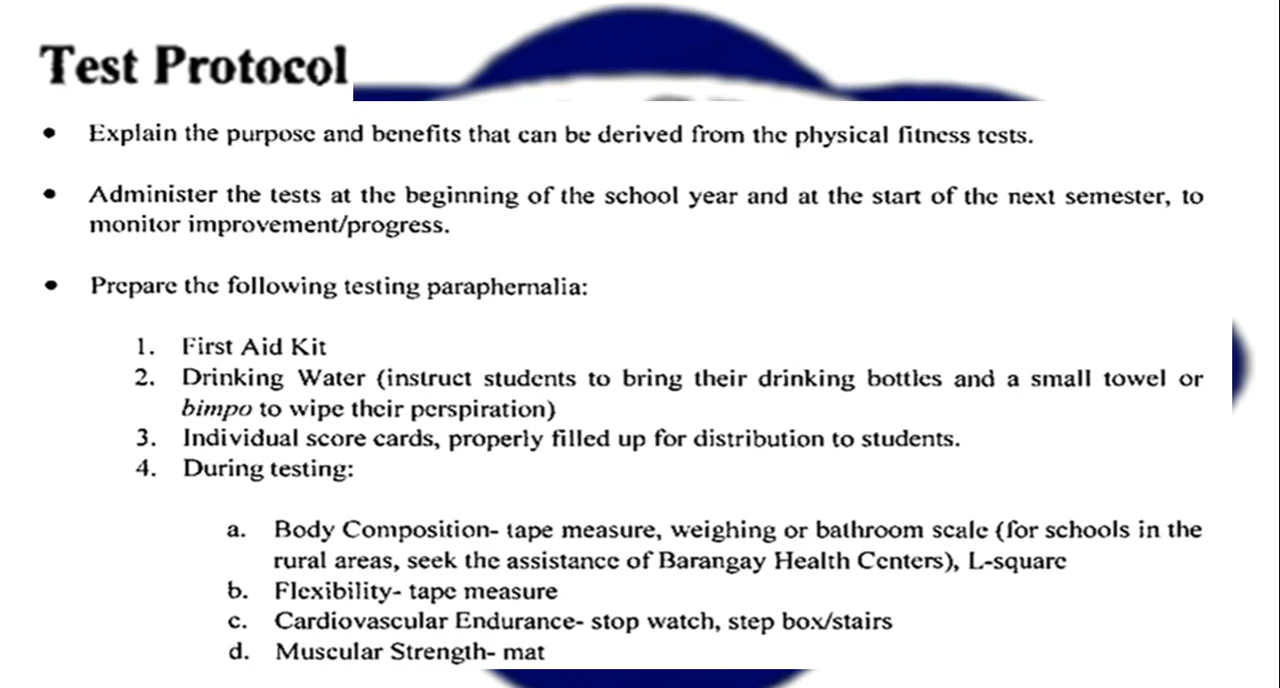 Test Protocol
• Explain the purpose and benefits that can be derived from the physical fitness tests.
• Administer the tests at the beginning of the school year and at the start of the next semester, to
monitor improvement/progress.
• Prepare the following testing paraphernalia:
1. First Aid Kit
2. Drinking Water (instruct students to bring their drinking bottles and a small towel or
bimpo to wipe their perspiration)
3. Individual score cards, properly filled up for distribution to students.
4. During testing:
a. Body Composition- tape measure, weighing or bathroom scale (for schools in the
rural areas, seek the assistance of Barangay Health Centers), L-square
b. Flexibility- tape measure
c. Cardiovascular Endurance- stop watch, step box/stairs
d. Muscular Strength- mat